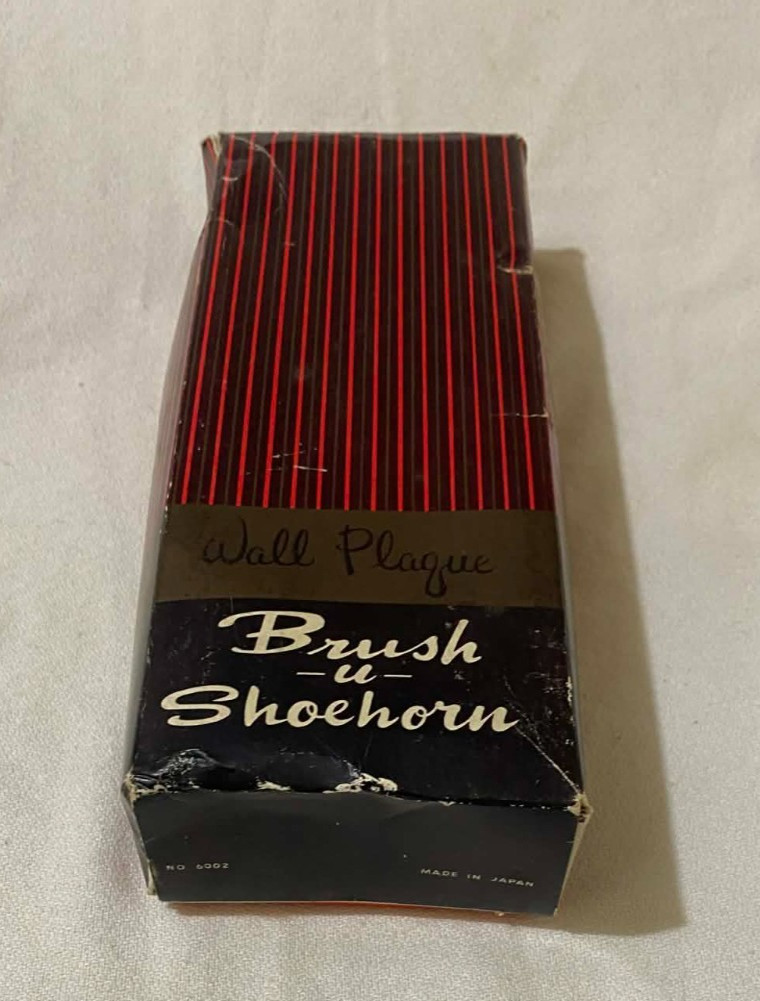 Wall Plaque
Brush
-u-
Shoehorn
NO. 6002
MADE IN JAPAN